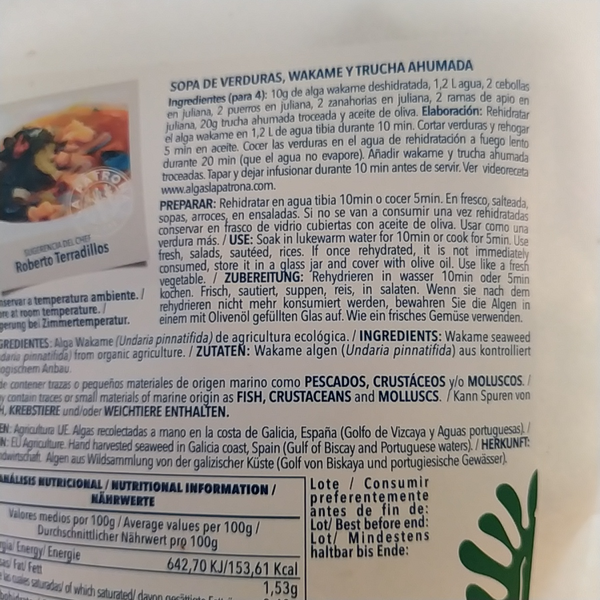 SOPA DE VERDURAS, WAKAME Y TRUCHA AHUMADA
Ingredientes (para 4): 10g de alga wakame deshidratada, 1,2 L agua, 2 cebollas
en juliana, 2 puerros en juliana, 2 zanahorias en juliana, 2 ramas de apio en
juliana, 20g trucha ahumada troceada y aceite de oliva. Elaboración: Rehidratar
el alga wakame en 1,2 L de agua tibia durante 10 min. Cortar verduras y rehogar
5 min en aceite. Cocer las verduras en el agua de rehidratación a fuego lento
durante 20 min (que el agua no evapore). Añadir wakame y trucha ahumada
troceadas. Tapar y dejar infusionar durante 10 min antes de servir. Ver videoreceta
www.algaslapatrona.com.
SUGERENCIA DEL CHEF
Roberto Terradillos
PREPARAR: Rehidratar en agua tibia 10min o cocer 5min. En fresco, salteada,
sopas, arroces, en ensaladas. Si no se van a consumir una vez rehidratadas
conservar en frasco de vidrio cubiertas con aceite de oliva. Usar como una
verdura más. / USE: Soak in lukewarm water for 10min or cook for 5min. Use
fresh, salads, sautéed, rices. If once rehydrated, it is not immediately
consumed, store it in a glass jar and cover with olive oil. Use like a fresh
vegetable. / ZUBEREITUNG: Rehydrieren in wasser 10min oder 5min
kochen. Frisch, sautiert, suppen, reis, in salaten. Wenn sie nach dem
rehydrieren nicht mehr konsumiert werden, bewahren Sie die Algen in
einem mit Olivenöl gefüllten Glas auf. Wie ein frisches Gemüse verwenden.
a temperatura ambiente. /
at room temperature. /
bei Zimmertemperatur.
Alga Wakame (Undaria pinnatifida) de agricultura ecológica. / INGREDIENTS: Wakame seaweed
pinnatifida) from organic agriculture. / ZUTATEN: Wakame algen (Undaria pinnatifida) aus kontrolliert
Anbau.
contener trazas o pequeños materiales de origen marino como PESCADOS, CRUSTÁCEOS y/o MOLUSCOS. /
contain traces or small materials of marine origin as FISH, CRUSTACEANS and MOLLUSCS. / Kann Spuren von
KREBSTIERE und/oder WEICHTIERE ENTHALTEN.
Agricultura UE. Algas recolectadas a mano en la costa de Galicia, España (Golfo de Vizcaya y Aguas portuguesas). /
EU Agriculture. Hand harvested seaweed in Galicia coast, Spain (Gulf of Biscay and Portuguese waters). / HERKUNFT:
Algen aus Wildsammlung von der galizischer Küste (Golf von Biskaya und portugiesische Gewässer).
ANÁLISIS NUTRICIONAL / NUTRITIONAL INFORMATION /
NÄHRWERTE
Valores medios por 100g / Average values per 100g /
Durchschnittlicher Nährwert pro 100g
Energy/ Energie
642,70 KJ/153,61 Kcal
Fat/ Fett
1,53g
saturadas/ of which saturated/ davon
Lote / Consumir
preferentemente
antes de fin de:
Lot/ Best before end:
Lot/ Mindestens
haltbar bis Ende: